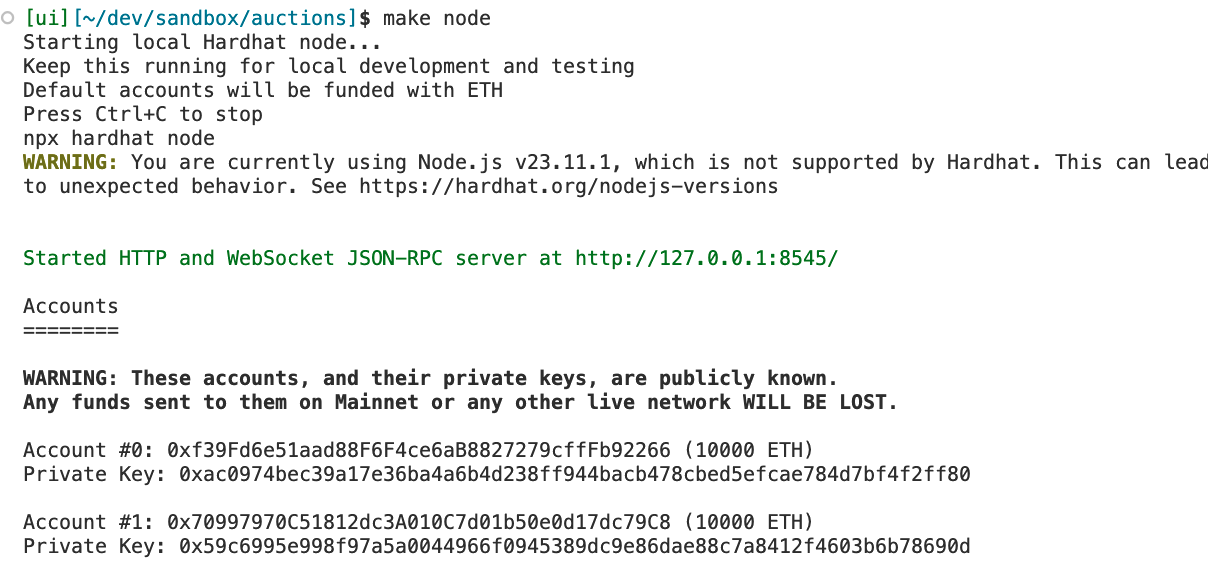 [ui][~/dev/sandbox/auctions]$ make node
Starting local Hardhat node...
Keep this running for local development and testing
Default accounts will be funded with ETH
Press Ctrl+C to stop
npx hardhat node
WARNING: You are currently using Node.js v23.11.1, which is not supported by Hardhat. This can lead
to unexpected behavior. See https://hardhat.org/nodejs-versions
Started HTTP and WebSocket JSON-RPC server at http://127.0.0.1:8545/
Accounts
========
WARNING: These accounts, and their private keys, are publicly known.
Any funds sent to them on Mainnet or any other live network WILL BE LOST.
Account #0: 0xf39Fd6e51aad88F6F4ce6aB8827279cffFb92266 (10000 ETH)
Private Key: 0xac0974bec39a17e36ba4a6b4d238ff944bacb478cbed5efcae784d7bf4f2ff80
Account #1: 0x70997970C51812dc3A010C7d01b50e0d17dc79C8 (10000 ETH)
Private Key: 0x59c6995e998f97a5a0044966f0945389dc9e86dae88c7a8412f4603b6b78690d